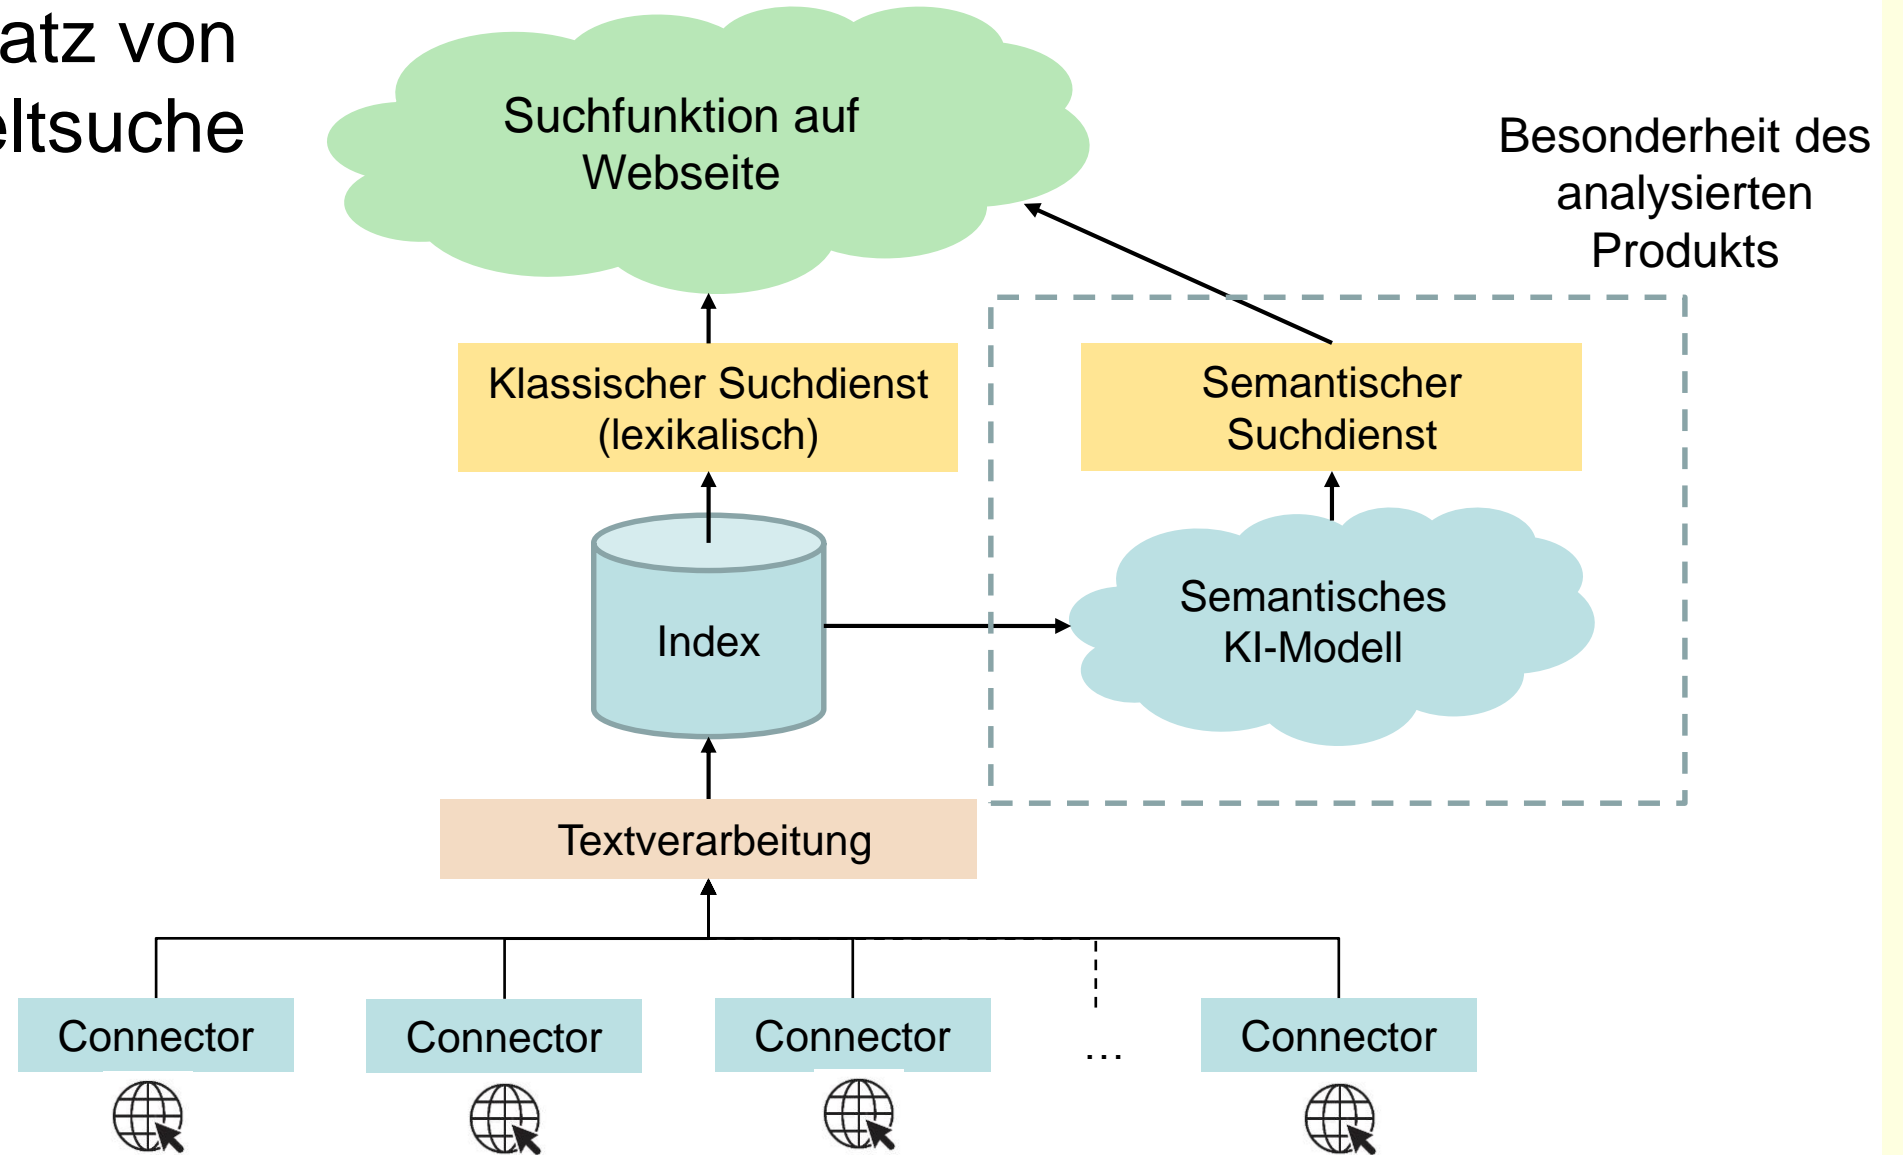 atz von
eltsuche
Suchfunktion auf
Webseite
Besonderheit des
analysierten
Produkts
Klassischer Suchdienst
(lexikalisch)
Semantischer
Suchdienst
Index
Semantisches
KI-Modell
Textverarbeitung
Connector
Connector
Connector
...
Connector